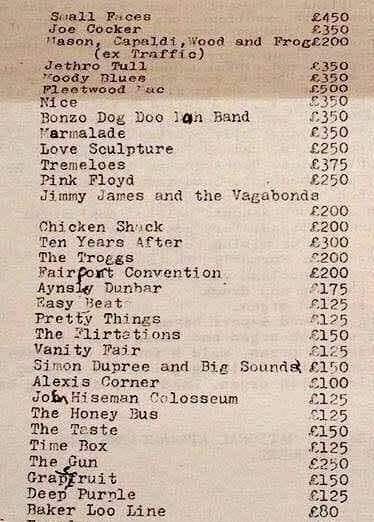 Small Faces £450
Joe Cocker £350
Mason, Capaldi,Wood and Frog£200
(ex Traffic)
Jethro Tull £350
Moody Blues £350
Fleetwood Mac £500
Nice £350
Bonzo Dog Doo Dah Band £350
Marmalade £350
Love Sculpture £250
Tremeloes £375
Pink Floyd £250
Jimmy James and the Vagabonds
£200
Chicken Shack £200
Ten Years After £300
The Troggs £200
Fairport Convention £200
Aynsly Dunbar £175
Easy Beat £125
Pretty Things £125
The Flirtations £150
Vanity Fair £125
Simon Dupree and Big Sounds £150
Alexis Corner £100
Jon Hiseman Colosseum £125
The Honey Bus £125
The Taste £150
Time Box £125
The Gun £250
Grapefruit £150
Deep Purple £125
Baker Loo Line £80